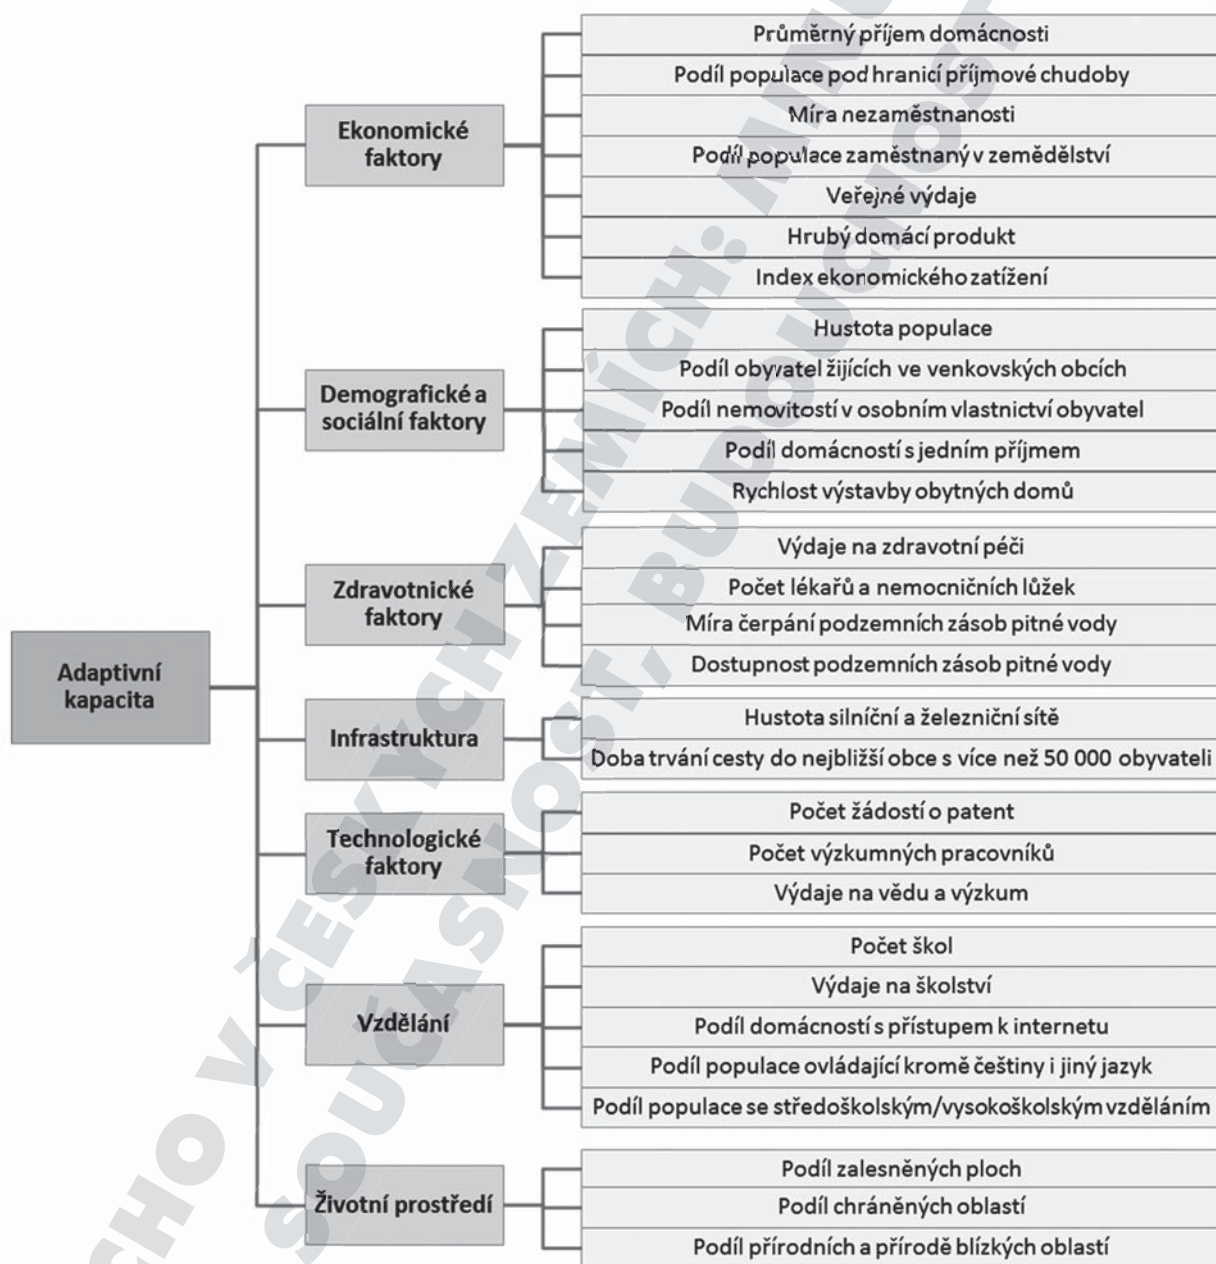 Adaptivní
kapacita
Ekonomické
faktory
Průměrný příjem domácnosti
Podíl populace pod hranicí příjmové chudoby
Míra nezaměstnanosti
Podíl populace zaměstnaný v zemědělství
Veřejné výdaje
Hrubý domácí produkt
Index ekonomického zatížení
Demografické a
sociální faktory
Hustota populace
Podíl obyvatel žijících ve venkovských obcích
Podíl nemovitostí v osobním vlastnictví obyvatel
Podíl domácností s jedním příjmem
Rychlost výstavby obytných domů
Zdravotnické
faktory
Výdaje na zdravotní péči
Počet lékařů a nemocničních lůžek
Míra čerpání podzemních zásob pitné vody
Dostupnost podzemních zásob pitné vody
Infrastruktura
Hustota silníční a železniční sítě
Doba trvání cesty do nejbližší obce s více než 50 000 obyvateli
Technologické
faktory
Počet žádostí o patent
Počet výzkumných pracovníků
Výdaje na vědu a výzkum
Vzdělání
Počet škol
Výdaje na školství
Podíl domácností s přístupem k internetu
Podíl populace ovládající kromě češtiny i jiný jazyk
Podíl populace se středoškolským/vysokoškolským vzděláním
Životní prostředí
Podíl zalesněných ploch
Podíl chráněných oblastí
Podíl přírodních a přírodě blízkých oblastí
V ČESKÝCH ZEMÍCH:
SOUČASNOST, BUDOUCNOST